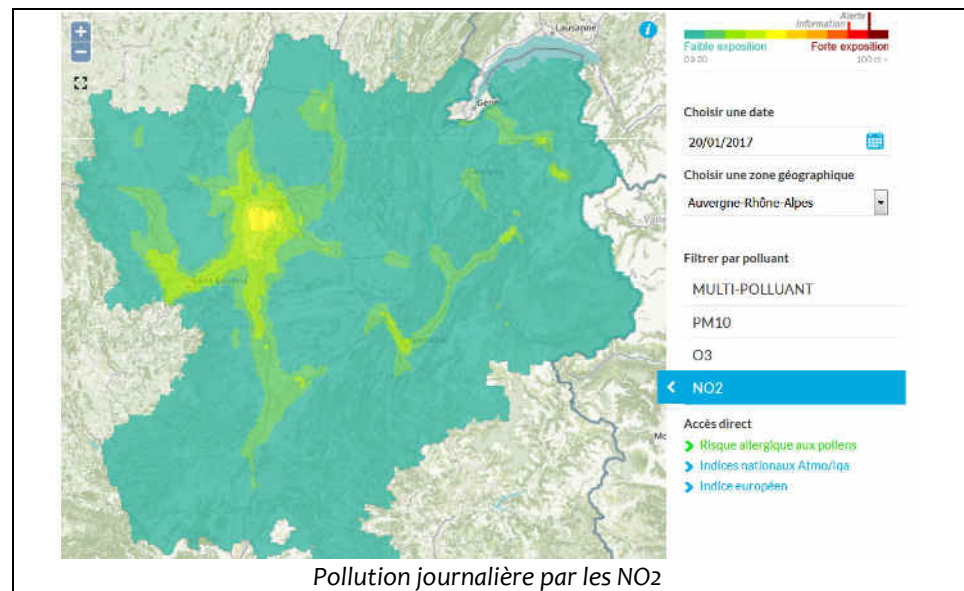 Lausanne
Alerte
Information
Faible exposition
Forte exposition
Choisir une date
20/01/2017
Choisir une zone géographique
Auvergne-Rhône-Alpes
Filtrer par polluant
MULTI-POLLUANT
PM10
O3
NO2
Accès direct
Risque allergique aux pollens
Indices nationaux Atmo/Iqa
Indice européen
Pollution journalière par les NO2